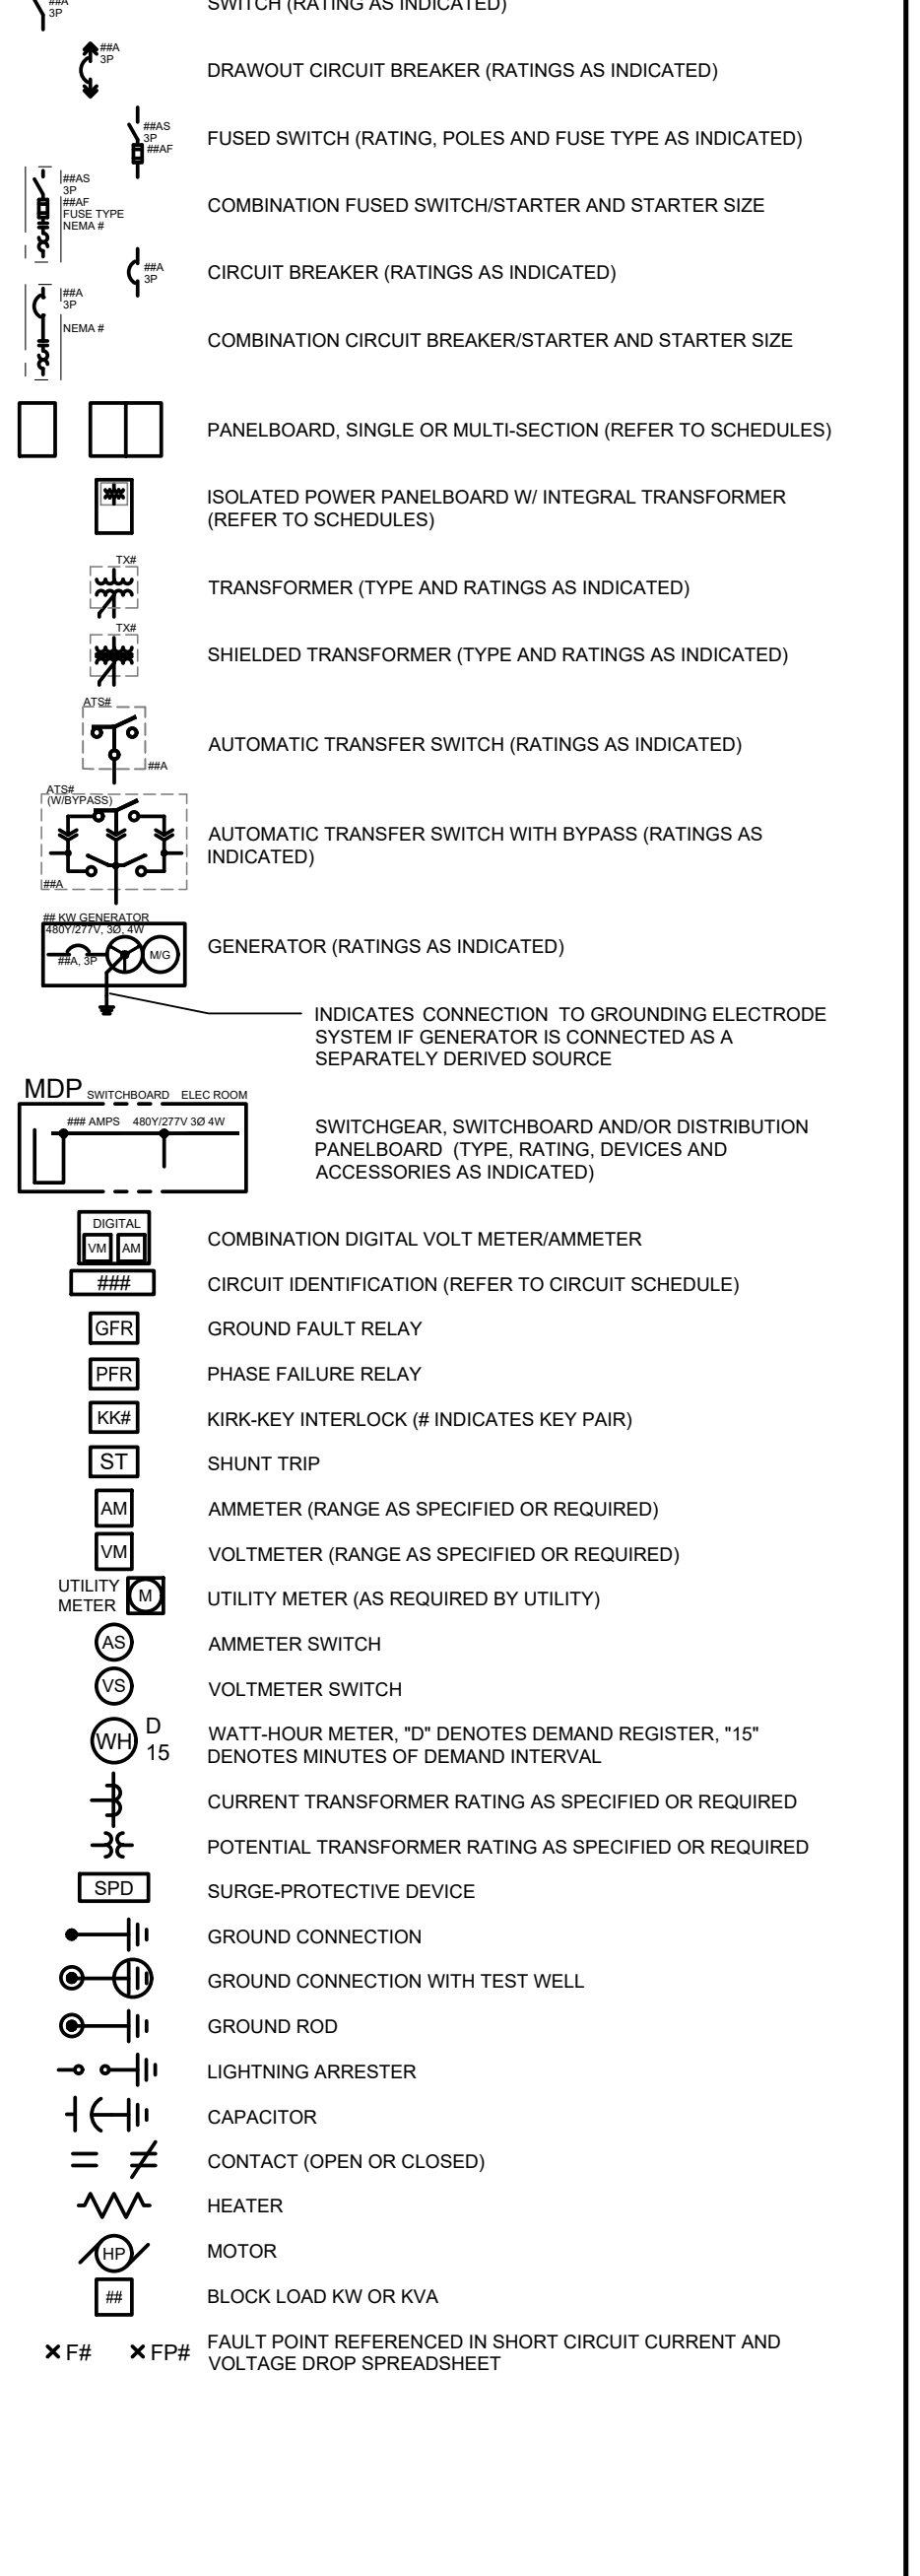 ##A
3P
SWITCH (RATING AS INDICATED)
##A
3P
DRAWOUT CIRCUIT BREAKER (RATINGS AS INDICATED)
##AS
3P
##AF
FUSED SWITCH (RATING, POLES AND FUSE TYPE AS INDICATED)
##AS
3P
##AF
FUSE TYPE
NEMA #
COMBINATION FUSED SWITCH/STARTER AND STARTER SIZE
##A
3P
CIRCUIT BREAKER (RATINGS AS INDICATED)
##A
3P
NEMA #
COMBINATION CIRCUIT BREAKER/STARTER AND STARTER SIZE
PANELBOARD, SINGLE OR MULTI-SECTION (REFER TO SCHEDULES)
ISOLATED POWER PANELBOARD W/ INTEGRAL TRANSFORMER
(REFER TO SCHEDULES)
TX#
TRANSFORMER (TYPE AND RATINGS AS INDICATED)
TX#
SHIELDED TRANSFORMER (TYPE AND RATINGS AS INDICATED)
ATS#
##A
AUTOMATIC TRANSFER SWITCH (RATINGS AS INDICATED)
ATS#
(W/BYPASS)
##A
AUTOMATIC TRANSFER SWITCH WITH BYPASS (RATINGS AS
INDICATED)
## KW GENERATOR
480Y/277V, 3Ø, 4W
##A, 3P
M/G
GENERATOR (RATINGS AS INDICATED)
INDICATES CONNECTION TO GROUNDING ELECTRODE
SYSTEM IF GENERATOR IS CONNECTED AS A
SEPARATELY DERIVED SOURCE
MDP SWITCHBOARD ELEC ROOM
### AMPS 480Y/277V 3Ø 4W
SWITCHGEAR, SWITCHBOARD AND/OR DISTRIBUTION
PANELBOARD (TYPE, RATING, DEVICES AND
ACCESSORIES AS INDICATED)
DIGITAL
VM AM
COMBINATION DIGITAL VOLT METER/AMMETER
###
CIRCUIT IDENTIFICATION (REFER TO CIRCUIT SCHEDULE)
GFR
GROUND FAULT RELAY
PFR
PHASE FAILURE RELAY
KK#
KIRK-KEY INTERLOCK (# INDICATES KEY PAIR)
ST
SHUNT TRIP
AM
AMMETER (RANGE AS SPECIFIED OR REQUIRED)
VM
VOLTMETER (RANGE AS SPECIFIED OR REQUIRED)
UTILITY
METER
M
UTILITY METER (AS REQUIRED BY UTILITY)
AS
AMMETER SWITCH
VS
VOLTMETER SWITCH
WH
D
15
WATT-HOUR METER, "D" DENOTES DEMAND REGISTER, "15"
DENOTES MINUTES OF DEMAND INTERVAL
CURRENT TRANSFORMER RATING AS SPECIFIED OR REQUIRED
POTENTIAL TRANSFORMER RATING AS SPECIFIED OR REQUIRED
SPD
SURGE-PROTECTIVE DEVICE
GROUND CONNECTION
GROUND CONNECTION WITH TEST WELL
GROUND ROD
LIGHTNING ARRESTER
CAPACITOR
CONTACT (OPEN OR CLOSED)
HEATER
HP
MOTOR
##
BLOCK LOAD KW OR KVA
F# FP#
FAULT POINT REFERENCED IN SHORT CIRCUIT CURRENT AND
VOLTAGE DROP SPREADSHEET